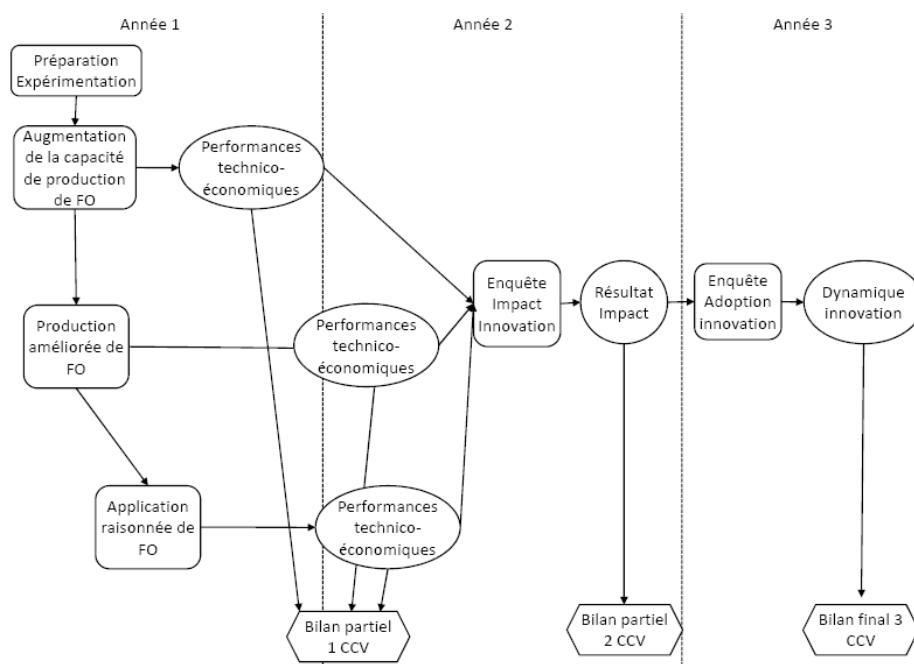 Année 1
Année 2
Année 3
Préparation
Expérimentation
Augmentation
de la capacité
de production
de FO
Performances
technico-
économiques
Enquête
Impact
Innovation
Résultat
Impact
Enquête
Adoption
innovation
Dynamique
innovation
Production
améliorée de
FO
Performances
technico-
économiques
Application
raisonnée de
FO
Performances
technico-
économiques
Bilan partiel
1 CCV
Bilan partiel
2 CCV
Bilan final 3
CCV